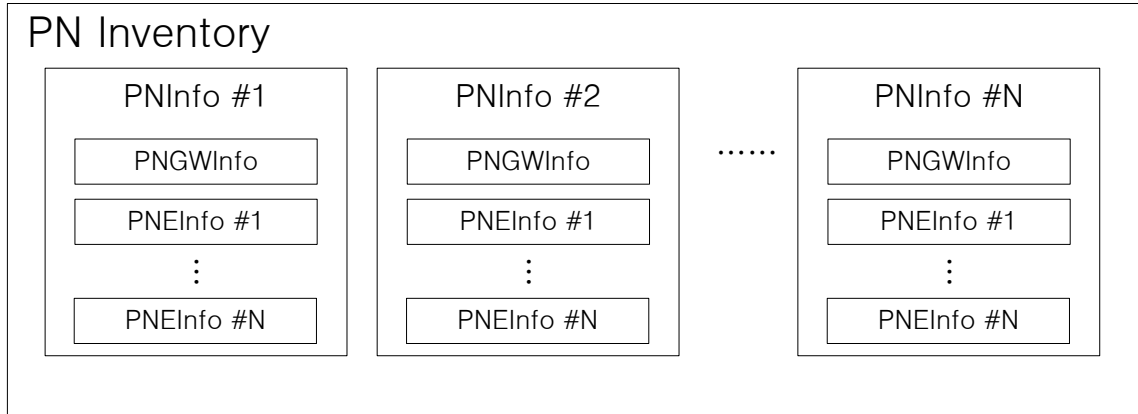 PN Inventory
PNInfo #1
PNGWInfo
PNEInfo #1
⋮
PNEInfo #N
PNInfo #2
PNGWInfo
PNEInfo #1
⋮
PNEInfo #N
……
PNInfo #N
PNGWInfo
PNEInfo #1
⋮
PNEInfo #N